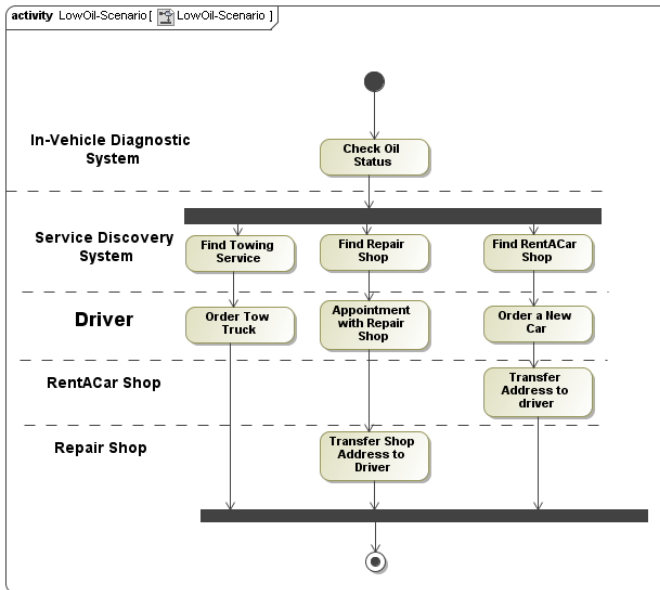 activity LowOil-Scenario [ LowOil-Scenario ]
In-Vehicle Diagnostic
System
Check Oil
Status
Service Discovery
System
Find Towing
Service
Find Repair
Shop
Find RentACar
Shop
Driver
Order Tow
Truck
Appointment
with Repair
Shop
Order a New
Car
RentACar Shop
Transfer
Address to
driver
Repair Shop
Transfer Shop
Address to
Driver